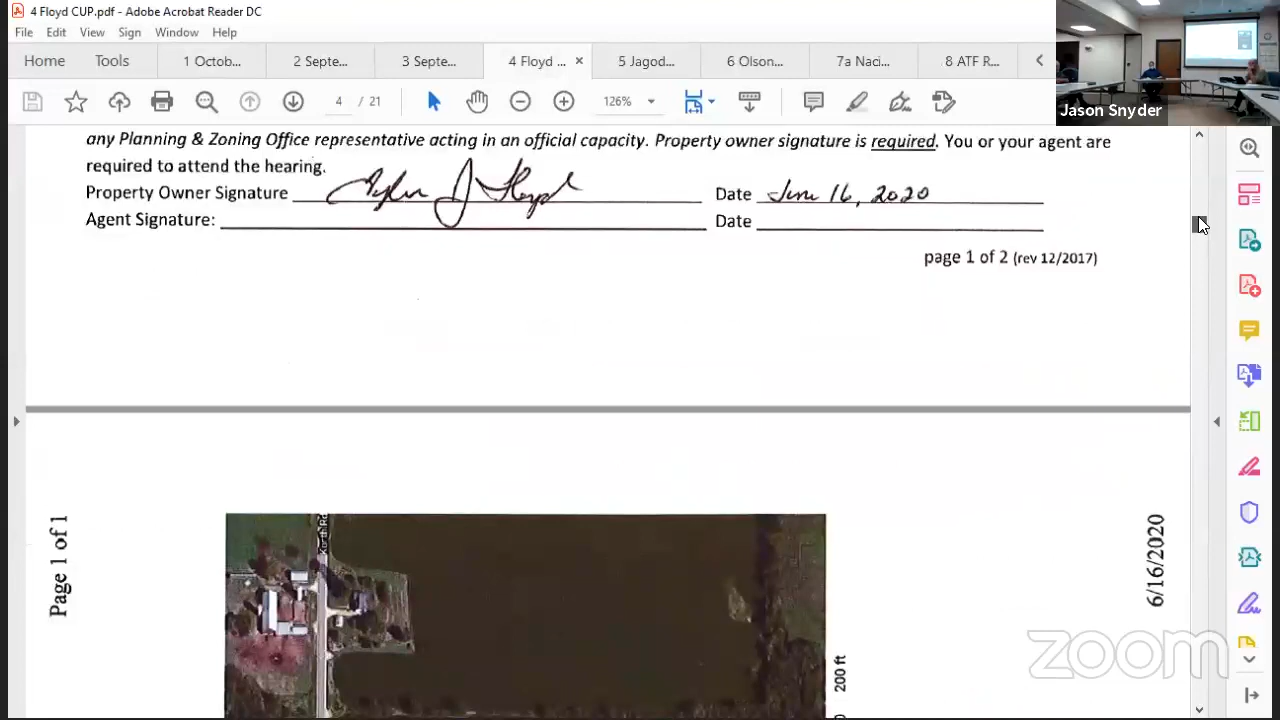 4 Floyd CUP.pdf - Adobe Acrobat Reader DC
File Edit View Sign Window Help
Home Tools 1 Octob... 2 Septe... 3 Septe... 4 Floyd ... × 5 Jagod... 6 Olson... 7a Naci... 8 ATF R...
4 / 21 126%
Jason Snyder
any Planning & Zoning Office representative acting in an official capacity. Property owner signature is required. You or your agent are
required to attend the hearing.
Property Owner Signature Date June 16, 2020
Agent Signature: Date
page 1 of 2 (rev 12/2017)
Page 1 of 1
6/16/2020
200 ft
zoom